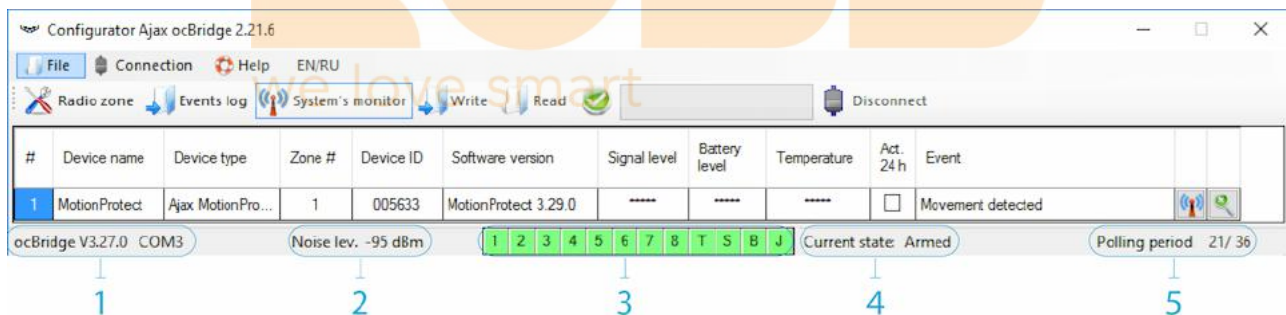 Configurator Ajax ocBridge 2.21.6
File Connection Help EN/RU
we love smart
Radio zone Events log System's monitor Write Read Disconnect
# Device name Device type Zone # Device ID Software version Signal level Battery level Temperature Act. 24 h Event
1 MotionProtect Ajax MotionPro... 1 005633 MotionProtect 3.29.0 ----- ----- ----- Movement detected
ocBridge V3.27.0 COM3 Noise lev. -95 dBm 1 2 3 4 5 6 7 8 T S B J Current state: Armed Polling period 21/ 36
1 2 3 4 5